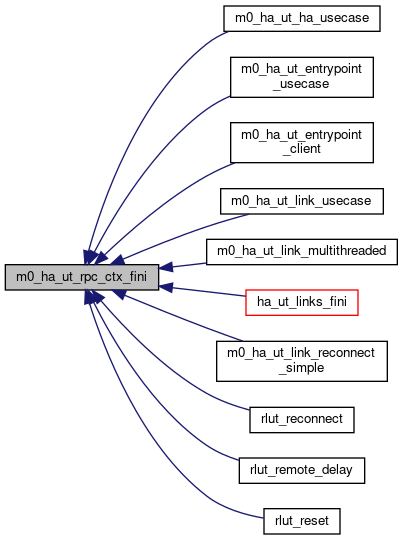 m0_ha_ut_ha_usecase
m0_ha_ut_entrypoint
_usecase
m0_ha_ut_entrypoint
_client
m0_ha_ut_link_usecase
m0_ha_ut_link_multithreaded
m0_ha_ut_rpc_ctx_fini
ha_ut_links_fini
m0_ha_ut_link_reconnect
_simple
rlut_reconnect
rlut_remote_delay
rlut_reset